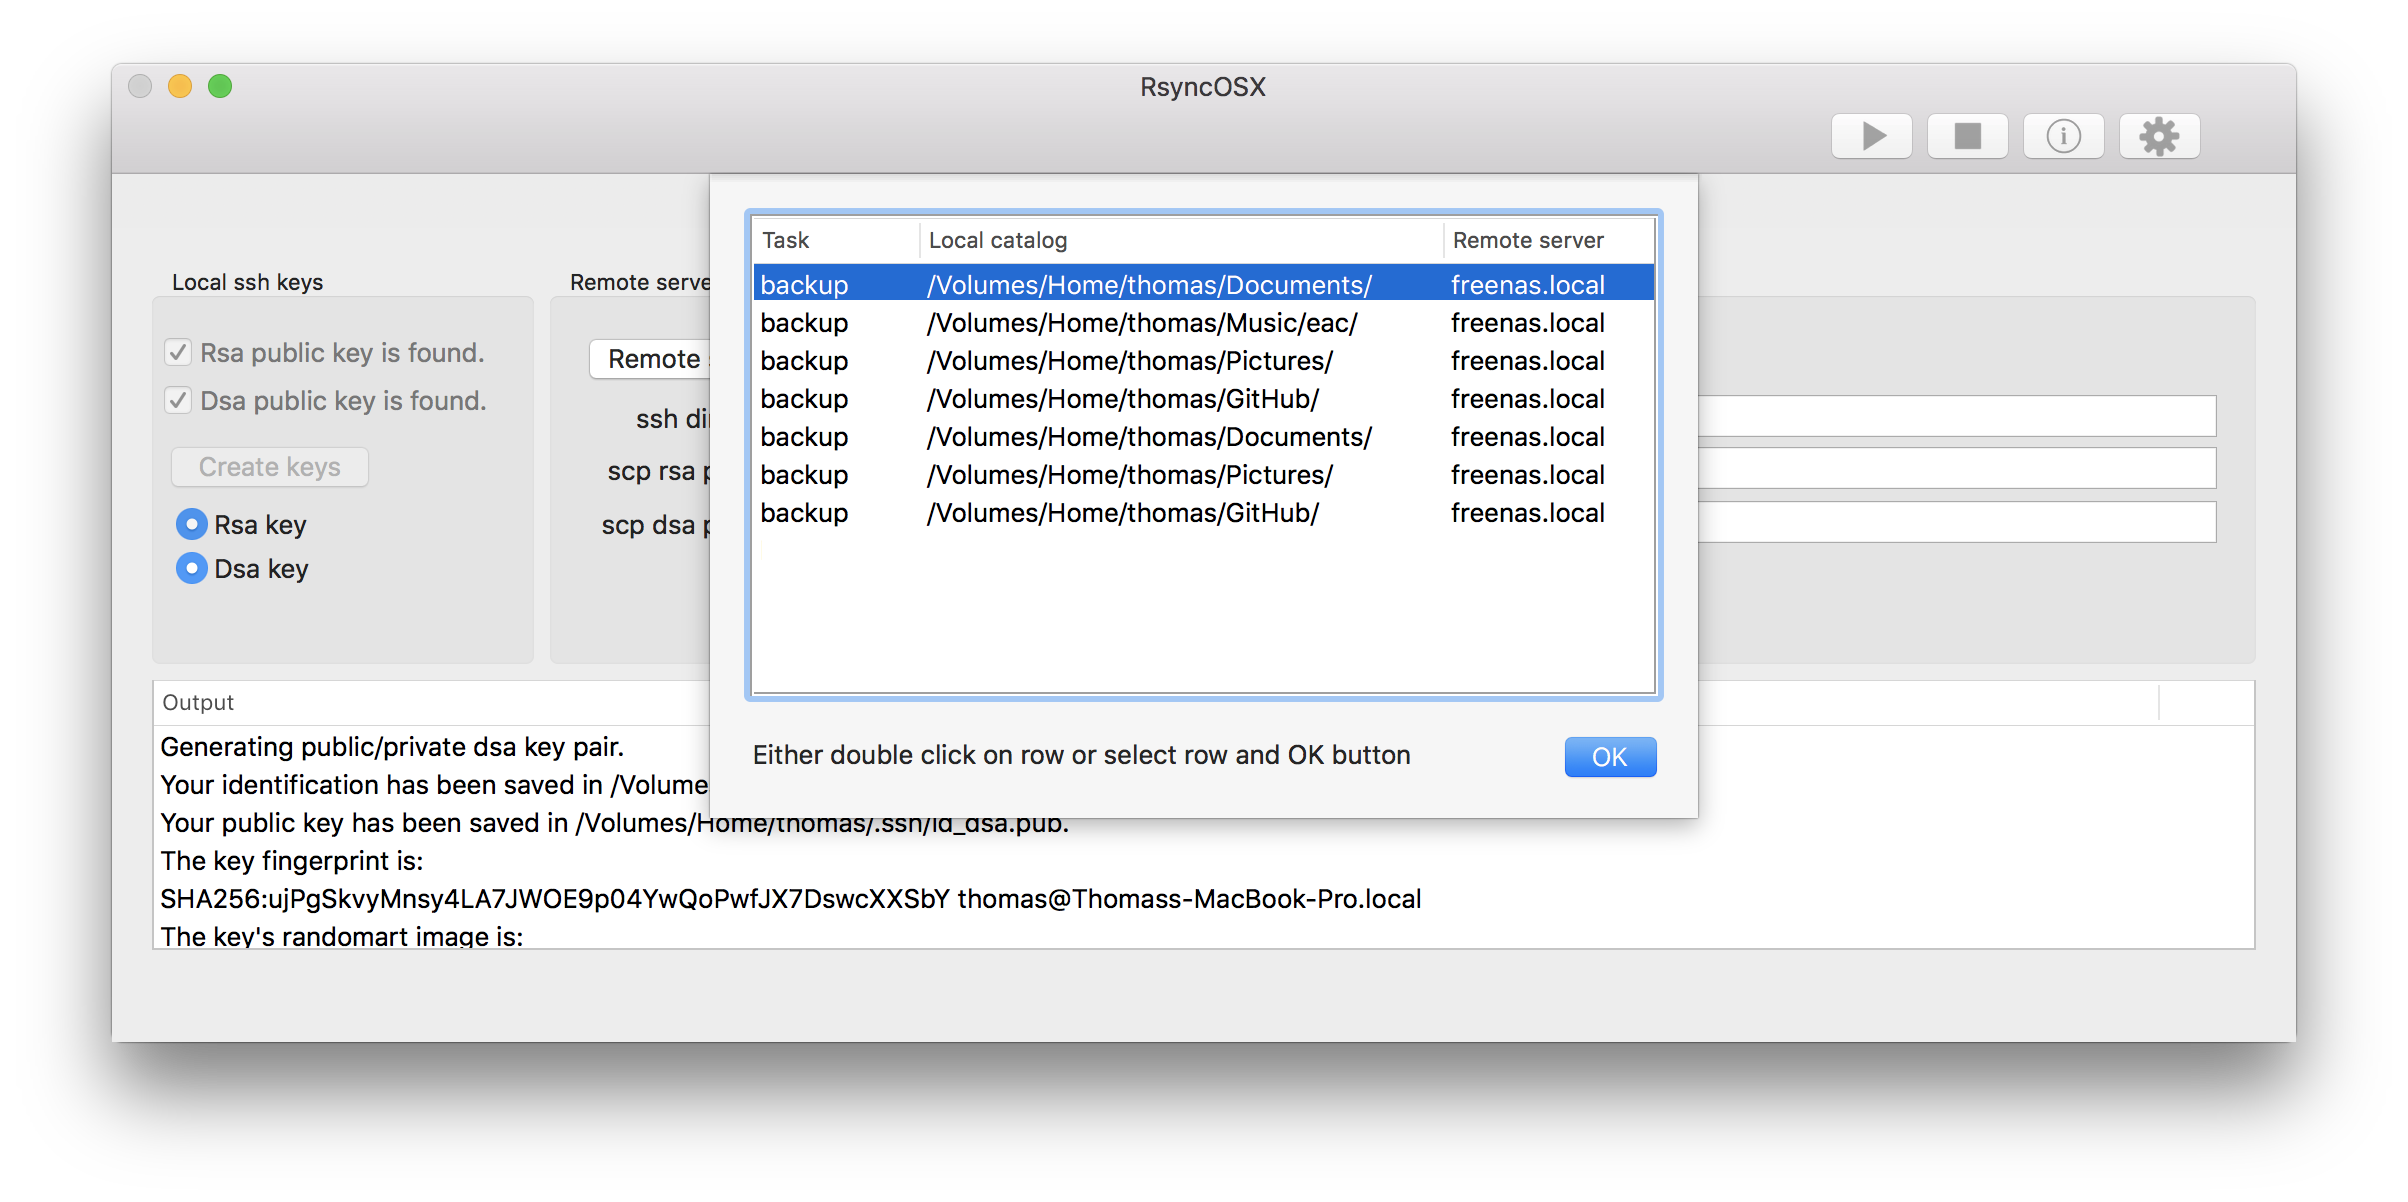 RsyncOSX
Local ssh keys
Rsa public key is found.
Dsa public key is found.
Create keys
Rsa key
Dsa key
Remote
ssh
scp rsa
scp dsa
Task Local catalog Remote server
backup /Volumes/Home/thomas/Documents/ freenas.local
backup /Volumes/Home/thomas/Music/eac/ freenas.local
backup /Volumes/Home/thomas/Pictures/ freenas.local
backup /Volumes/Home/thomas/GitHub/ freenas.local
backup /Volumes/Home/thomas/Documents/ freenas.local
backup /Volumes/Home/thomas/Pictures/ freenas.local
backup /Volumes/Home/thomas/GitHub/ freenas.local
Either double click on row or select row and OK button
OK
Output
Generating public/private dsa key pair.
Your identification has been saved in /Volume
Your public key has been saved in /Volumes/Home/thomas/.ssh/id_dsa.pub.
The key fingerprint is:
SHA256:ujPgSkvyMnsy4LA7JWOE9p04YwQoPwfJX7DswcXXSbY thomas@Thomass-MacBook-Pro.local
The key's randomart image is: